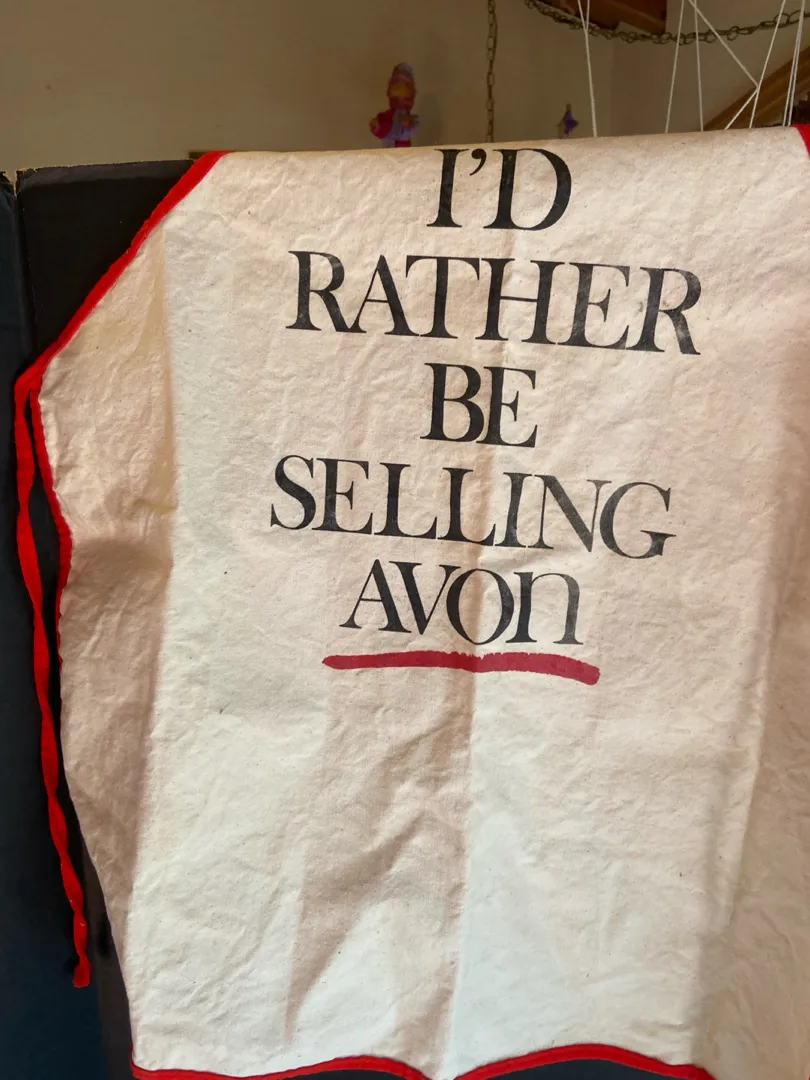 I'D
RATHER
BE
SELLING
AVOn